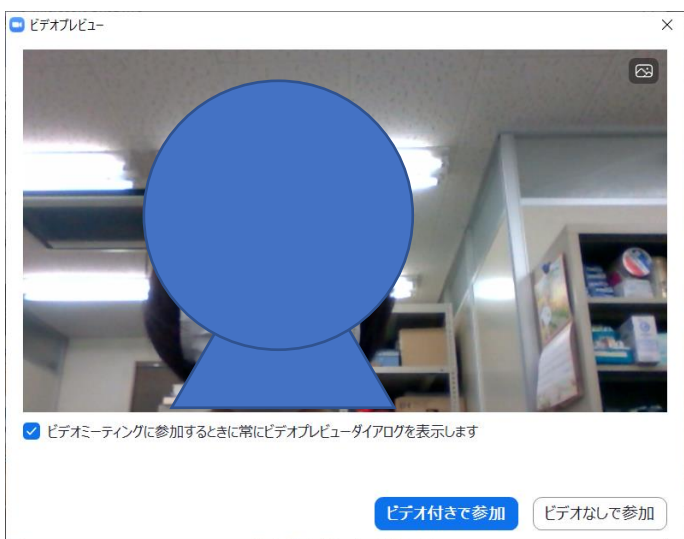 ビデオプレビュー
ビデオミーティングに参加するときに常にビデオプレビューダイアログを表示します
ビデオ付きで参加
ビデオなしで参加